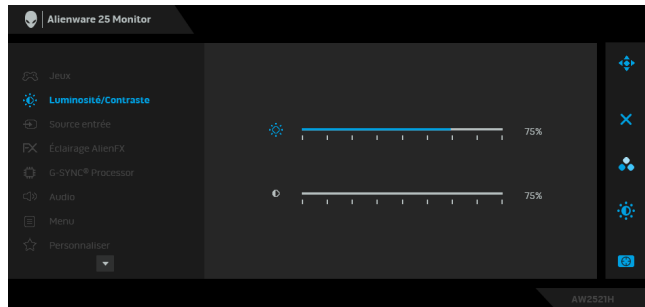 Alienware 25 Monitor
Jeux
Luminosité/Contraste
Source entrée
Éclairage AlienFX
G-SYNC® Processor
Audio
Menu
Personnaliser
75%
75%
AW2521H